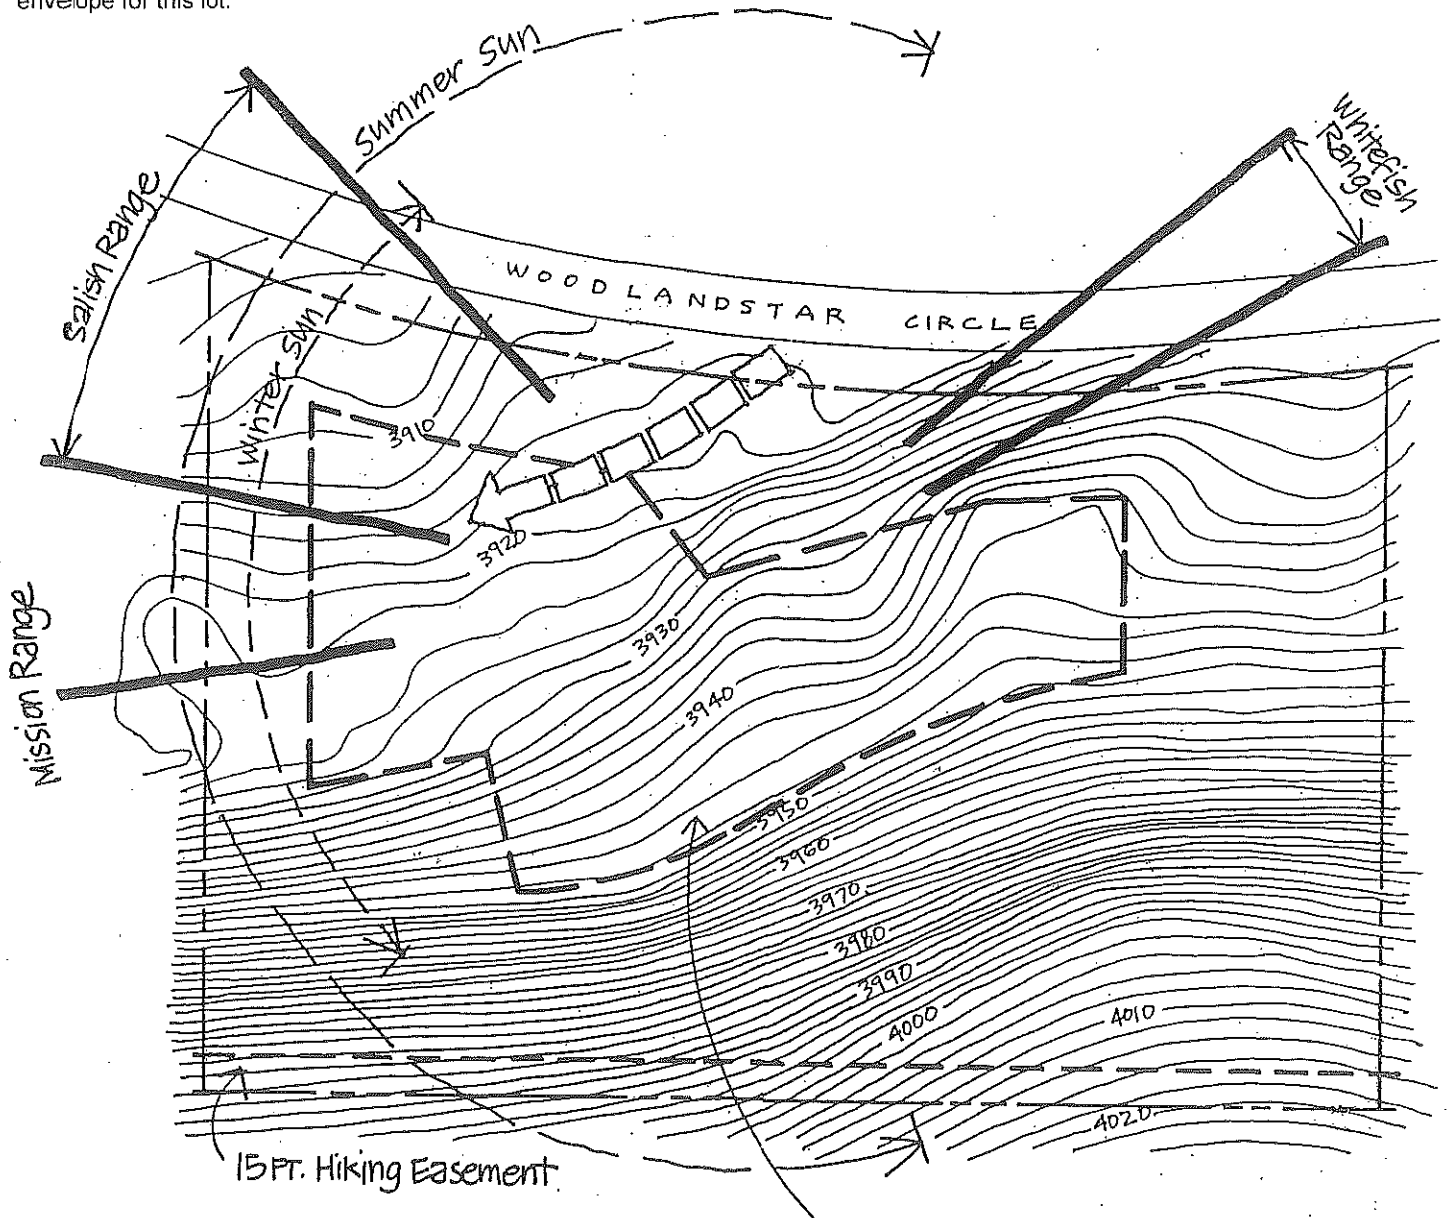 envelope for this lot.
Summer Sun
Whitefish
Range
Salish Range
WOODLANDSTAR CIRCLE
Winter Sun
3910
3920
Mission Range
3930
3940
3950
3960
3970
3980
3990
4000
4010
4020
15 FT. Hiking Easement